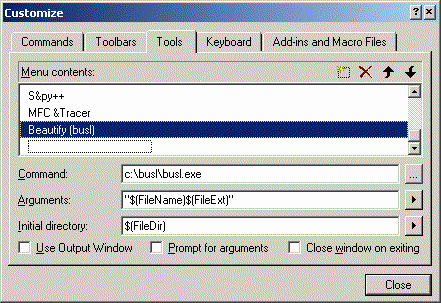 Customize
Commands Toolbars Tools Keyboard Add-ins and Macro Files
Menu contents:
S&py++
MFC &Tracer
Beautify (busl)
Command: c:\busl\busl.exe ...
Arguments: "$(FileName)$(FileExt)"
Initial directory: $(FileDir)
Use Output Window Prompt for arguments Close window on exiting
Close